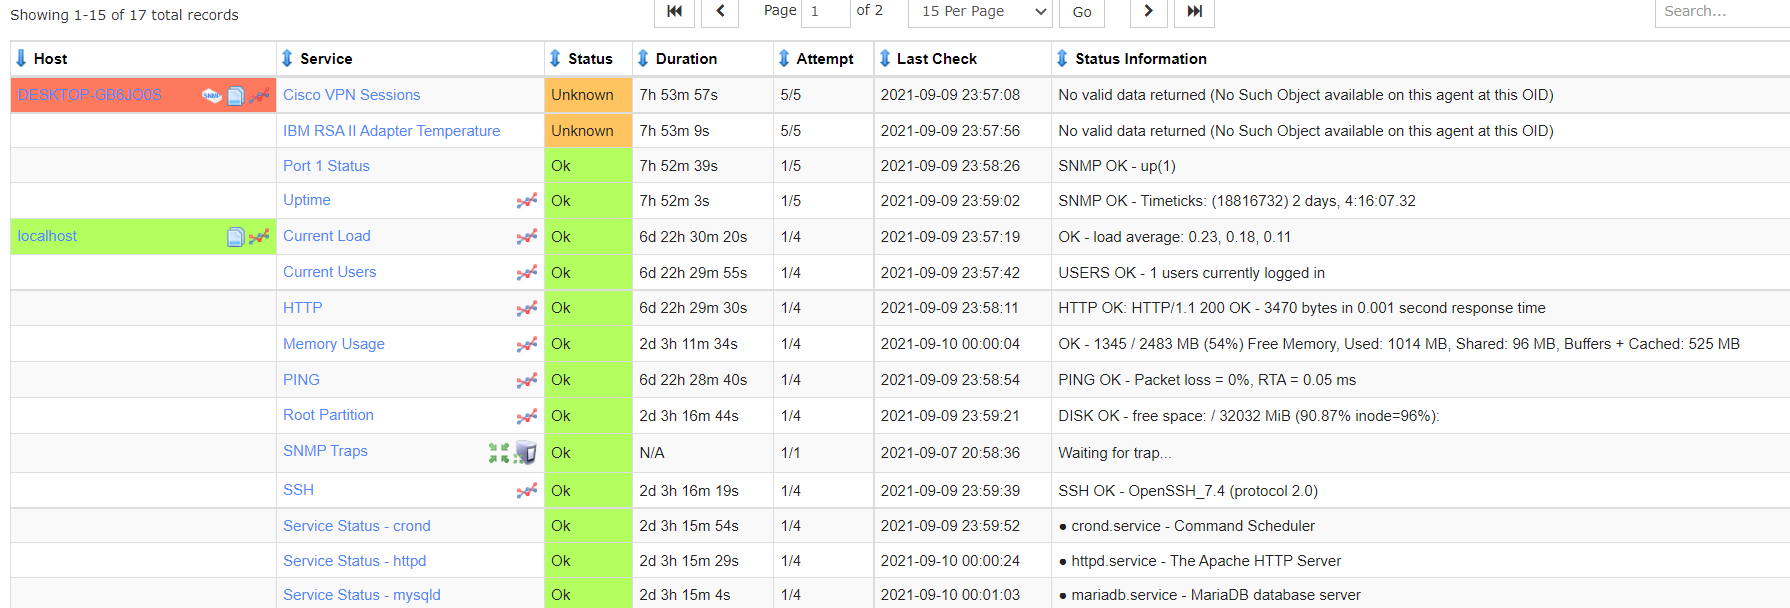 Showing 1-15 of 17 total records Page 1 of 2 15 Per Page Go Search...
Host Service Status Duration Attempt Last Check Status Information
DESKTOP-GB6JO0S SNMP Cisco VPN Sessions Unknown 7h 53m 57s 5/5 2021-09-09 23:57:08 No valid data returned (No Such Object available on this agent at this OID)
IBM RSA II Adapter Temperature Unknown 7h 53m 9s 5/5 2021-09-09 23:57:56 No valid data returned (No Such Object available on this agent at this OID)
Port 1 Status Ok 7h 52m 39s 1/5 2021-09-09 23:58:26 SNMP OK - up(1)
Uptime Ok 7h 52m 3s 1/5 2021-09-09 23:59:02 SNMP OK - Timeticks: (18816732) 2 days, 4:16:07.32
localhost Current Load Ok 6d 22h 30m 20s 1/4 2021-09-09 23:57:19 OK - load average: 0.23, 0.18, 0.11
Current Users Ok 6d 22h 29m 55s 1/4 2021-09-09 23:57:42 USERS OK - 1 users currently logged in
HTTP Ok 6d 22h 29m 30s 1/4 2021-09-09 23:58:11 HTTP OK: HTTP/1.1 200 OK - 3470 bytes in 0.001 second response time
Memory Usage Ok 2d 3h 11m 34s 1/4 2021-09-10 00:00:04 OK - 1345 / 2483 MB (54%) Free Memory, Used: 1014 MB, Shared: 96 MB, Buffers + Cached: 525 MB
PING Ok 6d 22h 28m 40s 1/4 2021-09-09 23:58:54 PING OK - Packet loss = 0%, RTA = 0.05 ms
Root Partition Ok 2d 3h 16m 44s 1/4 2021-09-09 23:59:21 DISK OK - free space: / 32032 MiB (90.87% inode=96%):
SNMP Traps Ok N/A 1/1 2021-09-07 20:58:36 Waiting for trap...
SSH Ok 2d 3h 16m 19s 1/4 2021-09-09 23:59:39 SSH OK - OpenSSH_7.4 (protocol 2.0)
Service Status - crond Ok 2d 3h 15m 54s 1/4 2021-09-09 23:59:52 ● crond.service - Command Scheduler
Service Status - httpd Ok 2d 3h 15m 29s 1/4 2021-09-10 00:00:24 ● httpd.service - The Apache HTTP Server
Service Status - mysqld Ok 2d 3h 15m 4s 1/4 2021-09-10 00:01:03 ● mariadb.service - MariaDB database server